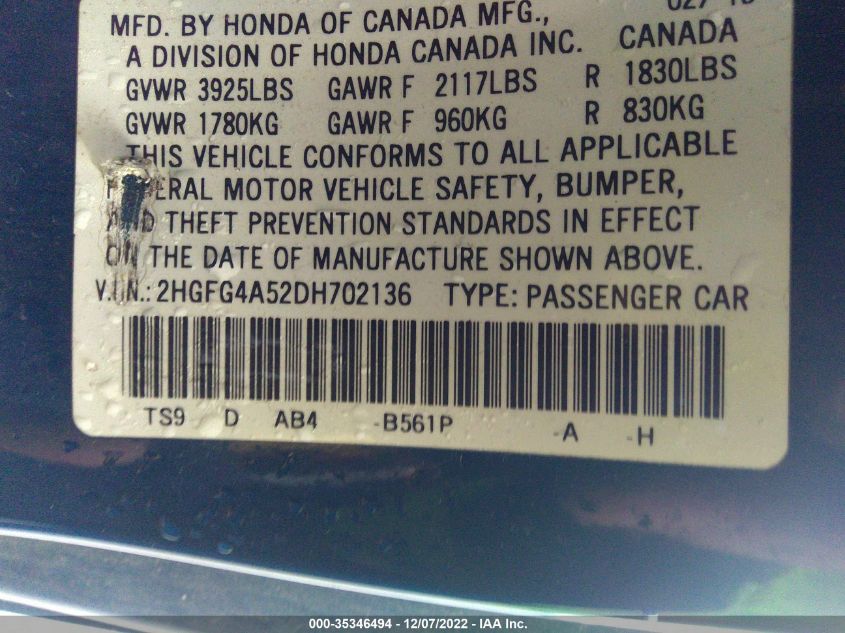 MFD. BY HONDA OF CANADA MFG.,
A DIVISION OF HONDA CANADA INC. CANADA
GVWR 3925LBS GAWR F 2117LBS R 1830LBS
GVWR 1780KG GAWR F 960KG R 830KG
THIS VEHICLE CONFORMS TO ALL APPLICABLE
MOTOR VEHICLE SAFETY, BUMPER,
AND THEFT PREVENTION STANDARDS IN EFFECT
ON THE DATE OF MANUFACTURE SHOWN ABOVE.
V.I.N.: 2HGFG4A52DH702136 TYPE: PASSENGER CAR
TS9 D AB4 -B561P -A -H
000-35346494 - 12/07/2022 - IAA Inc.